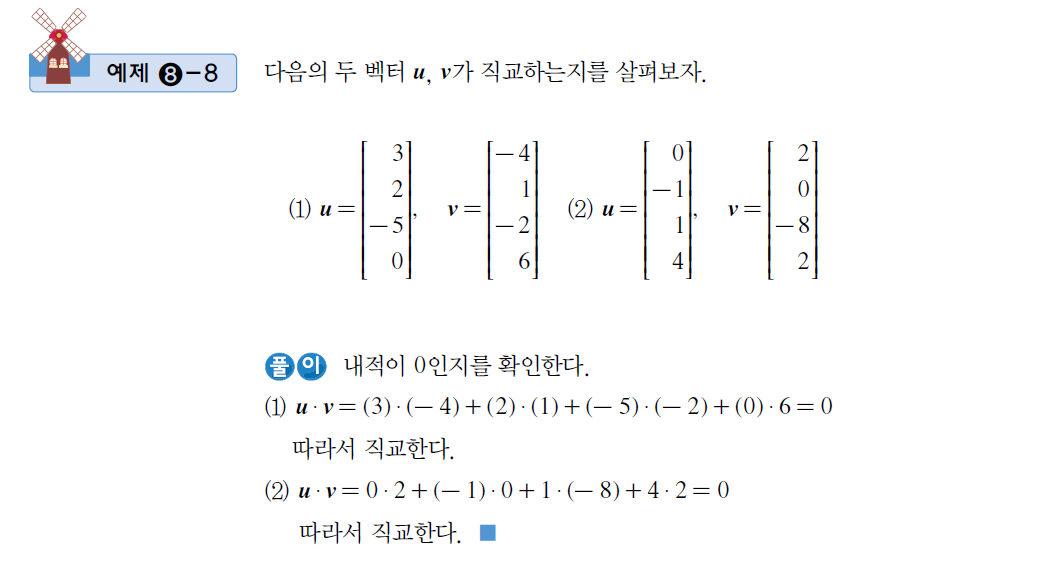 예제 ❽-8 다음의 두 벡터 u, v가 직교하는지를 살펴보자.
(1) u = [3 2 -5 0], v = [-4 1 -2 6] (2) u = [0 -1 1 4], v = [2 0 -8 2]
풀이 내적이 0인지를 확인한다.
(1) u · v = (3) · (-4) + (2) · (1) + (-5) · (-2) + (0) · 6 = 0
따라서 직교한다.
(2) u · v = 0 · 2 + (-1) · 0 + 1 · (-8) + 4 · 2 = 0
따라서 직교한다. ■